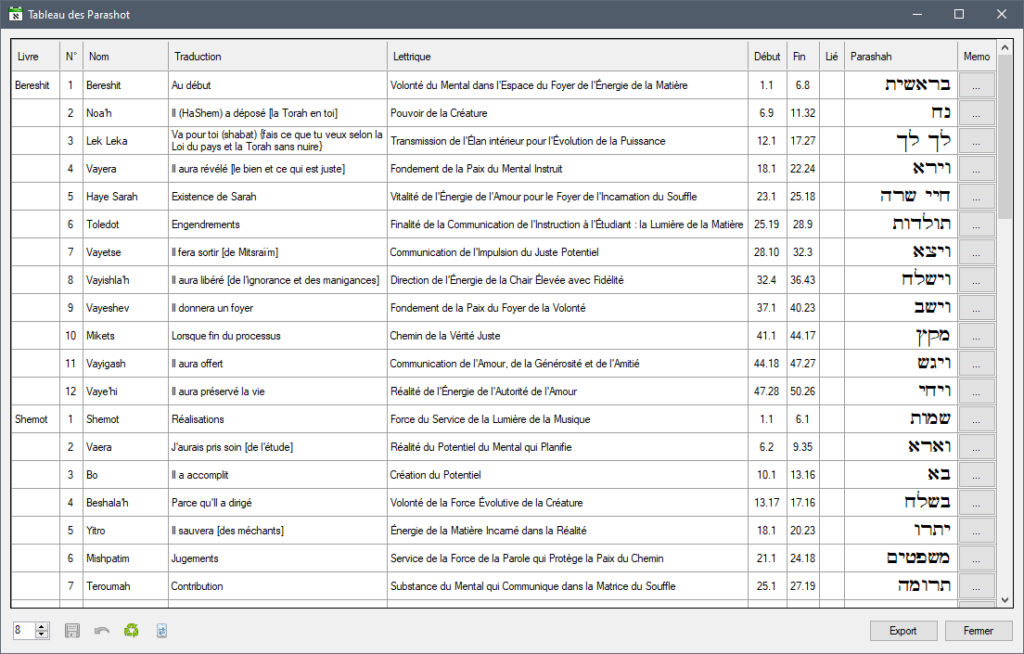 Tableau des Parashot
Livre N° Nom Traduction Lettrique Début Fin Lié Parashah Memo
Bereshit 1 Bereshit Au début Volonté du Mental dans l'Espace du Foyer de l'Énergie de la Matière 1.1 6.8 בראשית ...
2 Noa'h Il (HaShem) a déposé [la Torah en toi] Pouvoir de la Créature 6.9 11.32 נח ...
3 Lek Leka Va pour toi (shabat) {fais ce que tu veux selon la
Loi du pays et la Torah sans nuire} Transmission de l'Élan intérieur pour l'Évolution de la Puissance 12.1 17.27 לך לך ...
4 Vayera Il aura révélé [le bien et ce qui est juste] Fondement de la Paix du Mental Instruit 18.1 22.24 וירא ...
5 Haye Sarah Existence de Sarah Vitalité de l'Énergie de l'Amour pour le Foyer de l'Incarnation du Souffle 23.1 25.18 חיי שרה ...
6 Toledot Engendrements Finalité de la Communication de l'Instruction à l'Étudiant : la Lumière de la Matière 25.19 28.9 תולדות ...
7 Vayetse Il fera sortir [de Mitsraïm] Communication de l'Impulsion du Juste Potentiel 28.10 32.3 ויצא ...
8 Vayishla'h Il aura libéré [de l'ignorance et des manigances] Direction de l'Énergie de la Chair Élevée avec Fidélité 32.4 36.43 וישלח ...
9 Vayeshev Il donnera un foyer Fondement de la Paix du Foyer de la Volonté 37.1 40.23 וישב ...
10 Mikets Lorsque fin du processus Chemin de la Vérité Juste 41.1 44.17 מקץ ...
11 Vayigash Il aura offert Communication de l'Amour, de la Générosité et de l'Amitié 44.18 47.27 ויגש ...
12 Vaye'hi Il aura préservé la vie Réalité de l'Énergie de l'Autorité de l'Amour 47.28 50.26 ויחי ...
Shemot 1 Shemot Réalisations Force du Service de la Lumière de la Musique 1.1 6.1 שמות ...
2 Vaera J'aurais pris soin [de l'étude] Réalité du Potentiel du Mental qui Planifie 6.2 9.35 וארא ...
3 Bo Il a accomplit Création du Potentiel 10.1 13.16 בא ...
4 Beshala'h Parce qu'Il a dirigé Volonté de la Force Évolutive de la Créature 13.17 17.16 בשלח ...
5 Yitro Il sauvera [des méchants] Énergie de la Matière Incarné dans la Réalité 18.1 20.23 יתרו ...
6 Mishpatim Jugements Service de la Force de la Parole qui Protège la Paix du Chemin 21.1 24.18 משפטים ...
7 Teroumah Contribution Substance du Mental qui Communique dans la Matrice du Souffle 25.1 27.19 תרומה ...
8 Export Fermer